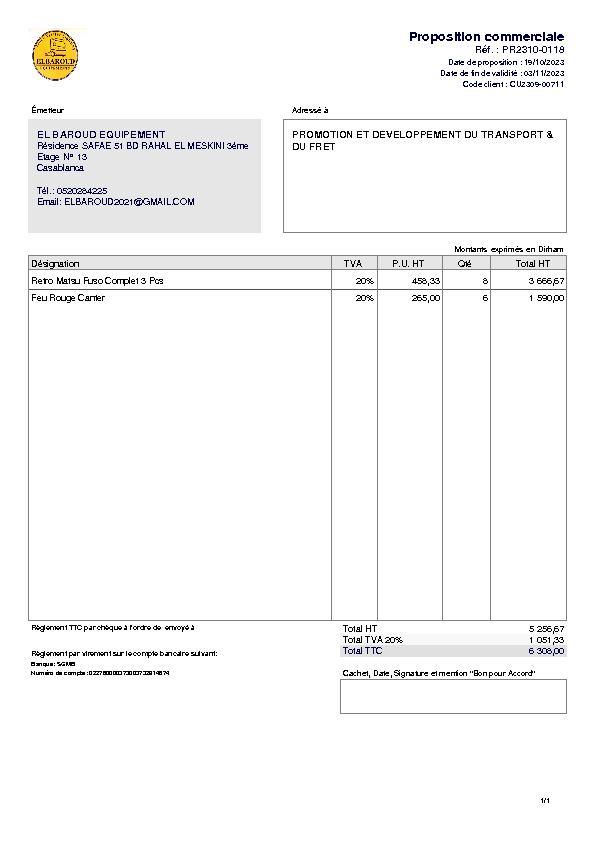 ELBAROUD
EQUIPEMENT
Proposition commerciale
Réf. : PR2310-0119
Date de proposition : 19/10/2023
Date de fin de validité : 03/11/2023
Code client : CU2309-00711
Émetteur
Adressé à
EL BAROUD EQUIPEMENT
Résidence SAFAE 51 BD RAHAL EL MESKINI 3éme
Etage N° 13
Casablanca
Tél.: 0520284225
Email: ELBAROUD2021@GMAIL.COM
PROMOTION ET DEVELOPPEMENT DU TRANSPORT &
DU FRET
Montants exprimés en Dirham
Désignation TVA P.U. HT Qté Total HT
Retro Matsu Fuso Complet 3 Pcs 20% 458,33 8 3 666,67
Feu Rouge Canter 20% 265,00 6 1 590,00
Règlement TTC par chèque à l'ordre de envoyé à
Total HT 5 256,67
Total TVA 20% 1 051,33
Total TTC 6 308,00
Règlement par virement sur le compte bancaire suivant:
Banque: SGMB
Cachet, Date, Signature et mention "Bon pour Accord"
Numéro de compte:
1/1